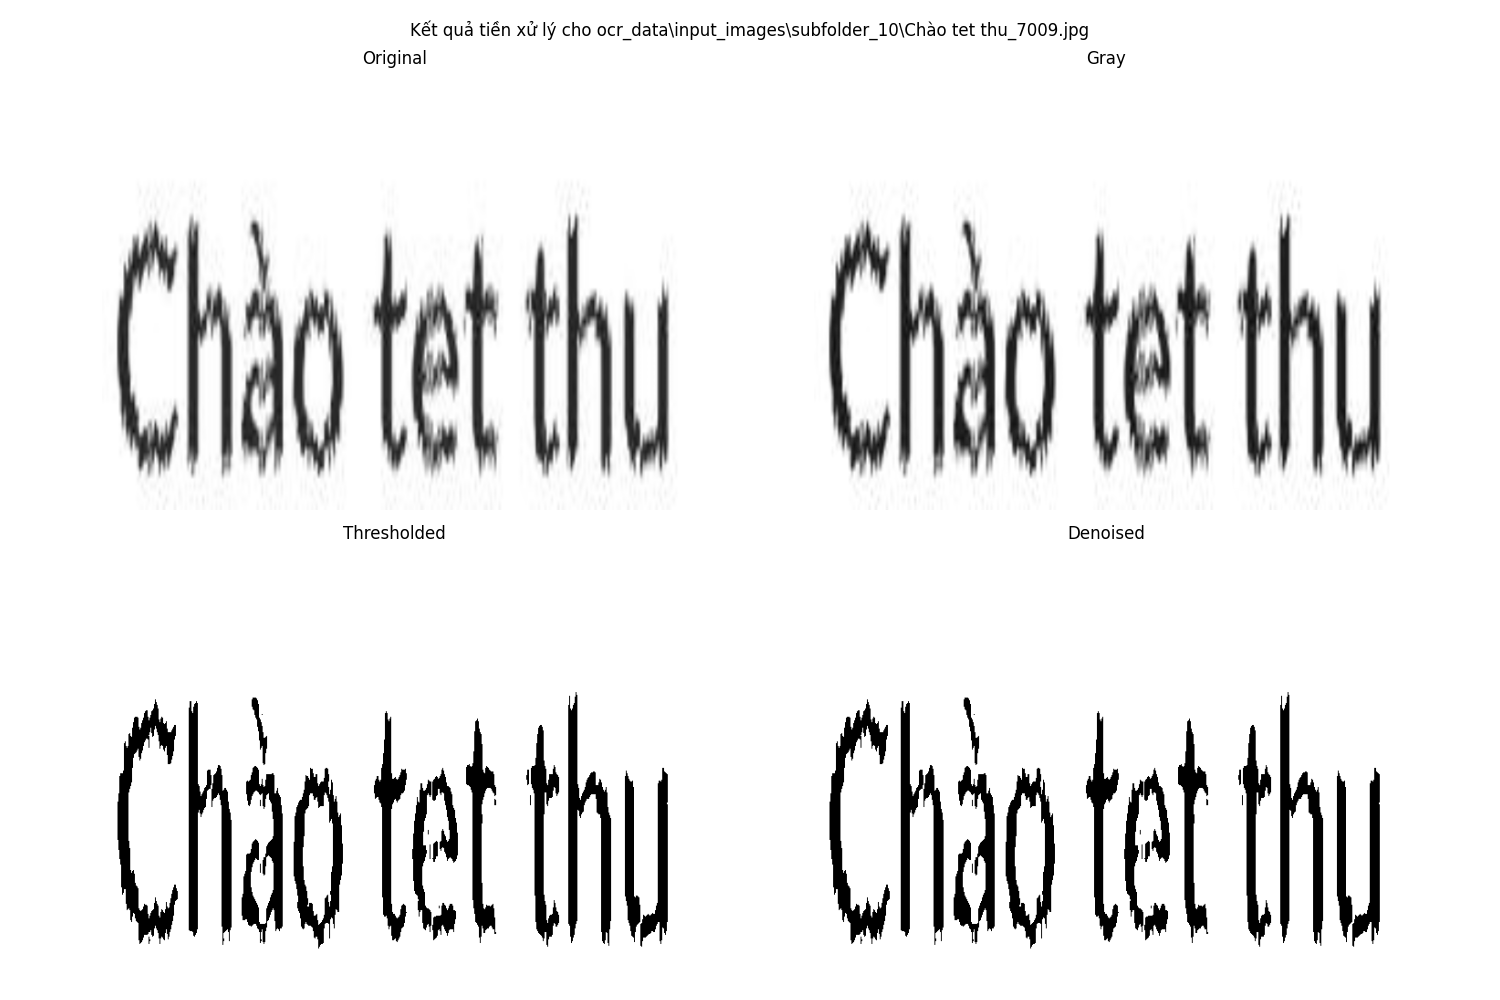 Kết quả tiền xử lý cho ocr_data\input_images\subfolder_10\Chào tet thu_7009.jpg
Original
Gray
Chào tet thu
Chào tet thu
Thresholded
Denoised
Chào tet thu
Chào tet thu